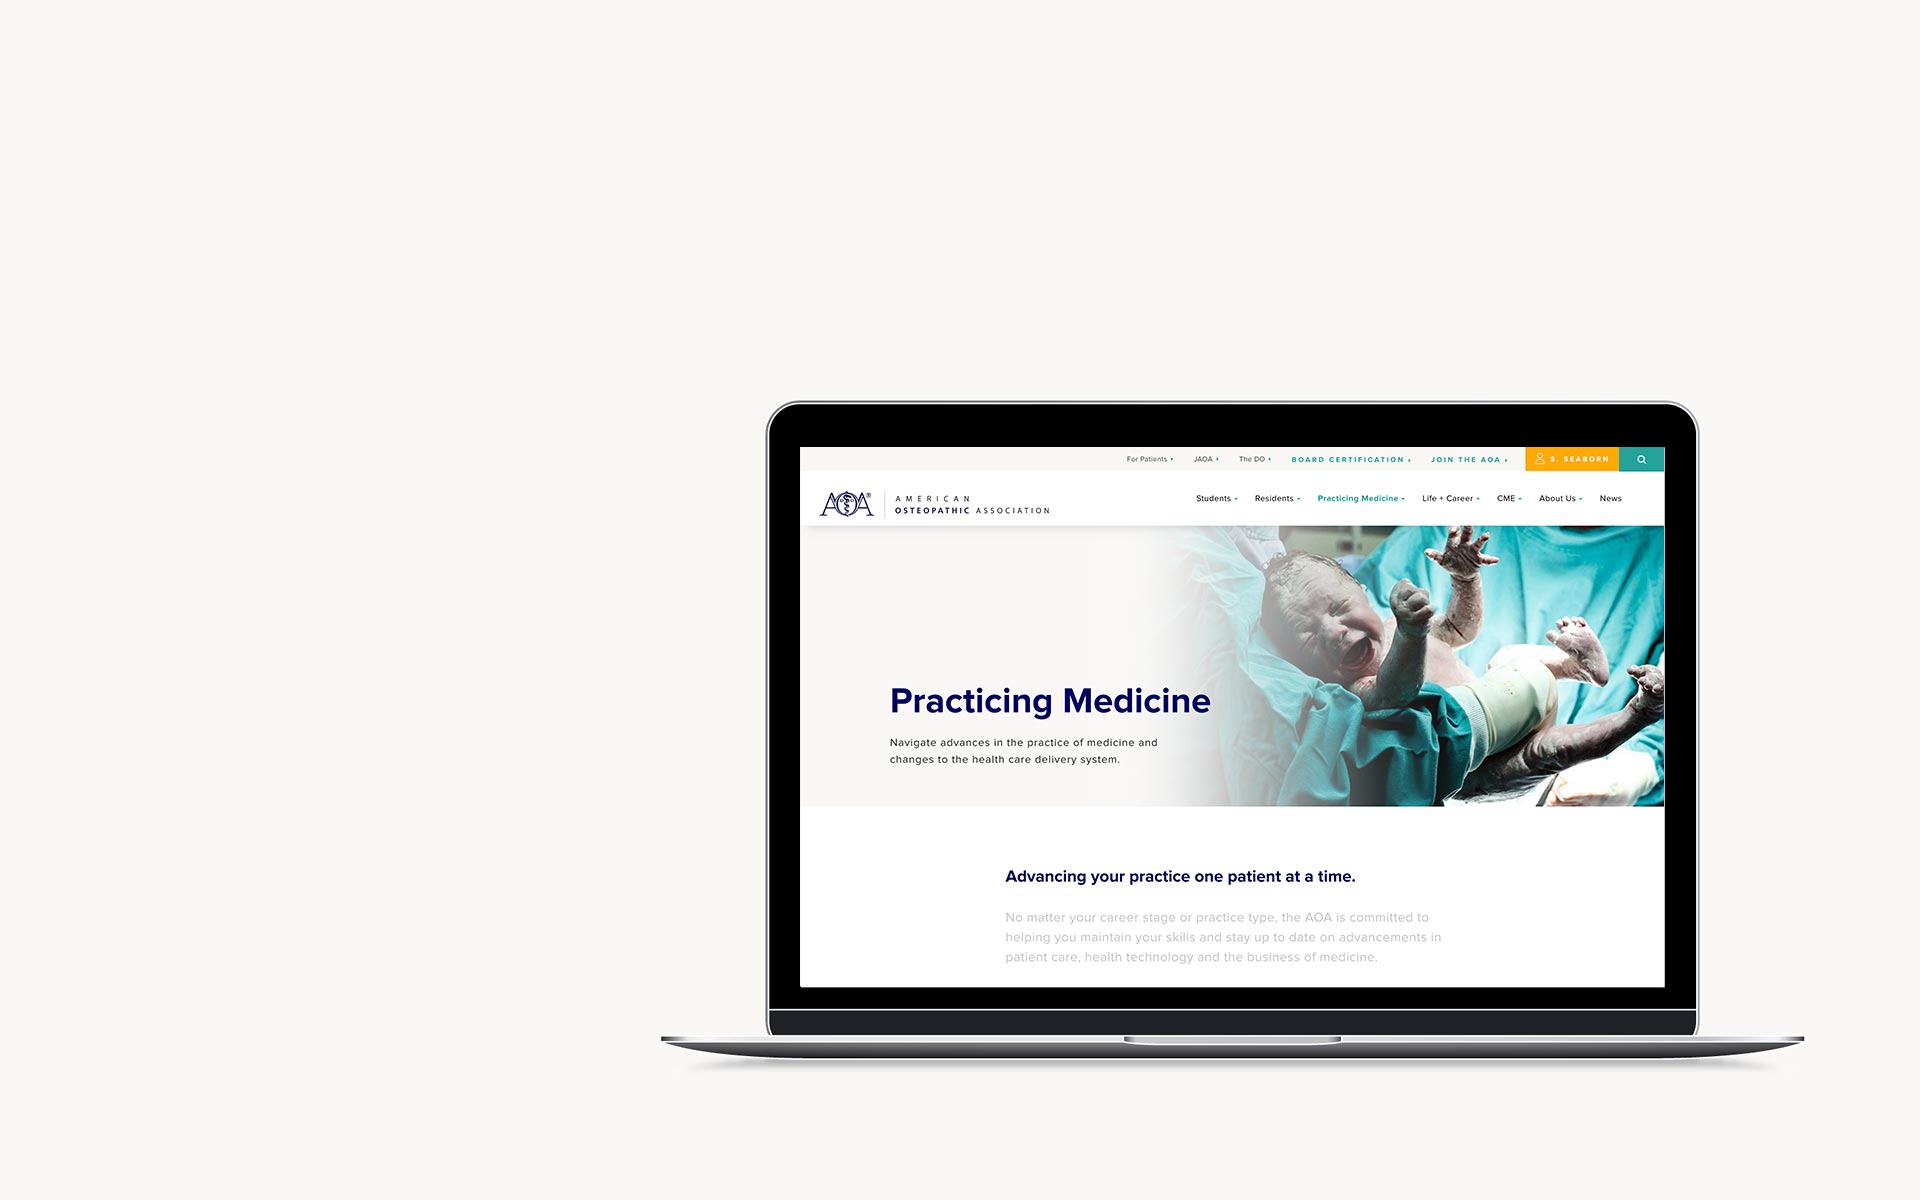 For Patients
JAOA
The DO
BOARD CERTIFICATION
JOIN THE AOA
S. SEABORN
AOA®
AMERICAN
OSTEOPATHIC ASSOCIATION
Students
Residents
Practicing Medicine
Life + Career
CME
About Us
News
Practicing Medicine
Navigate advances in the practice of medicine and
changes to the health care delivery system.
Advancing your practice one patient at a time.
No matter your career stage or practice type, the AOA is committed to
helping you maintain your skills and stay up to date on advancements in
patient care, health technology and the business of medicine.